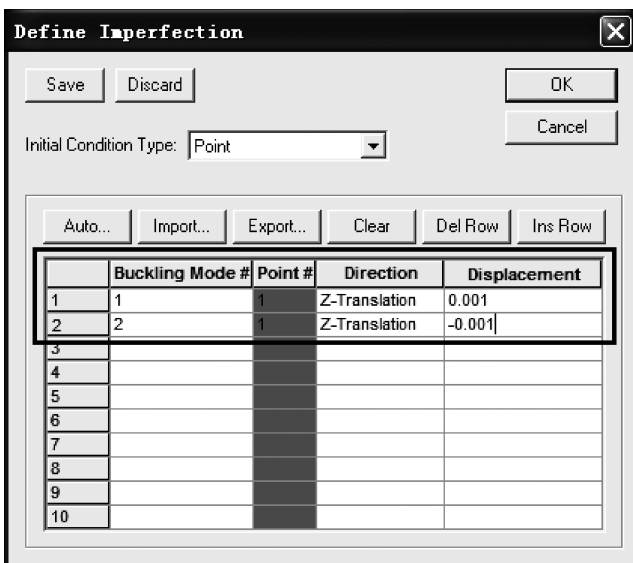 Define Imperfection
Save Discard OK
Cancel
Initial Condition Type: Point
Auto... Import... Export... Clear Del Row Ins Row
Buckling Mode # Point # Direction Displacement
1 1 1 Z-Translation 0.001
2 2 1 Z-Translation -0.001
3
4
5
6
7
8
9
10